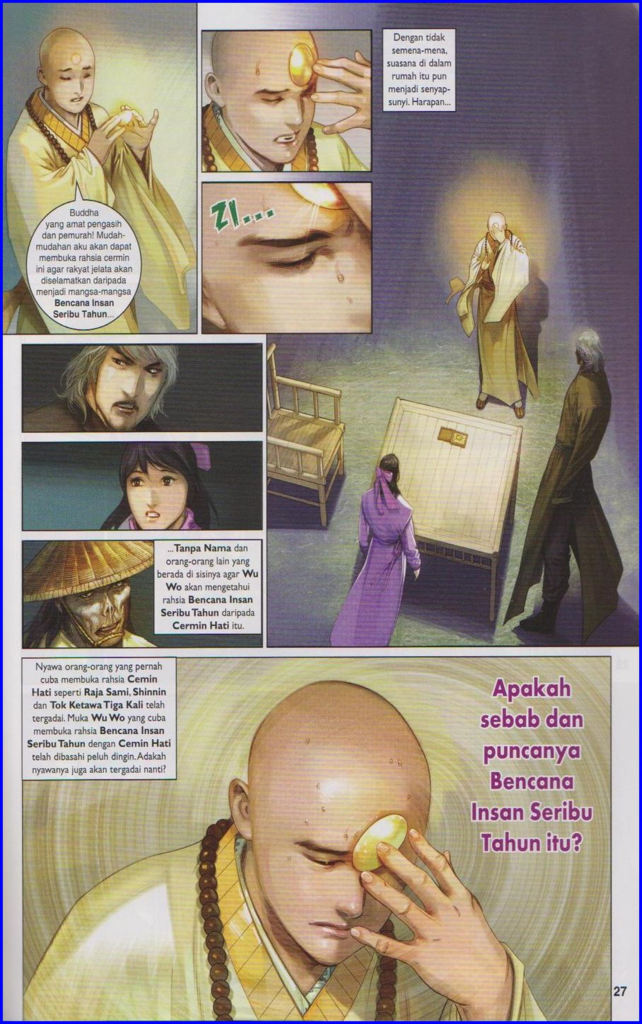 Buddha
yang amat pengasih
dan pemurah! Mudah-
mudahan aku akan dapat
membuka rahsia cermin
ini agar rakyat jelata akan
diselamatkan daripada
menjadi mangsa-mangsa
Bencana Insan
Seribu Tahun...
ZI...
Dengan tidak
semena-mena,
suasana di dalam
rumah itu pun
menjadi senyap-
sunyi. Harapan...
...Tanpa Nama dan
orang-orang lain yang
berada di sisinya agar Wu
Wo akan mengetahui
rahsia Bencana Insan
Seribu Tahun daripada
Cermin Hati itu.
Nyawa orang-orang yang pernah
cuba membuka rahsia Cemin
Hati seperti Raja Sami, Shinnin
dan Tok Ketawa Tiga Kali telah
tergadai. Muka Wu Wo yang cuba
membuka rahsia Bencana Insan
Seribu Tahun dengan Cemin Hati
telah dibasahi peluh dingin. Adakah
nyawanya juga akan tergadai nanti?
Apakah
sebab dan
puncanya
Bencana
Insan Seribu
Tahun itu?
27